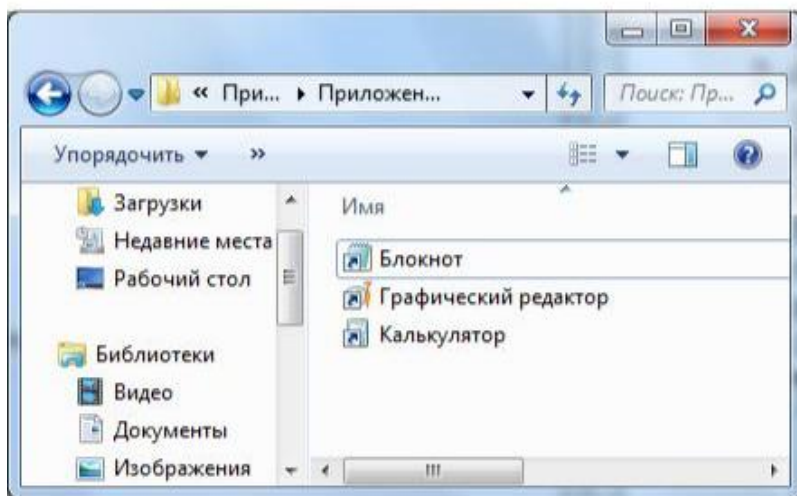 « При... ▸ Приложен...
Поиск: Пр...
Упорядочить »
Загрузки
Недавние места
Рабочий стол
Библиотеки
Видео
Документы
Изображения
Имя
Блокнот
Графический редактор
Калькулятор